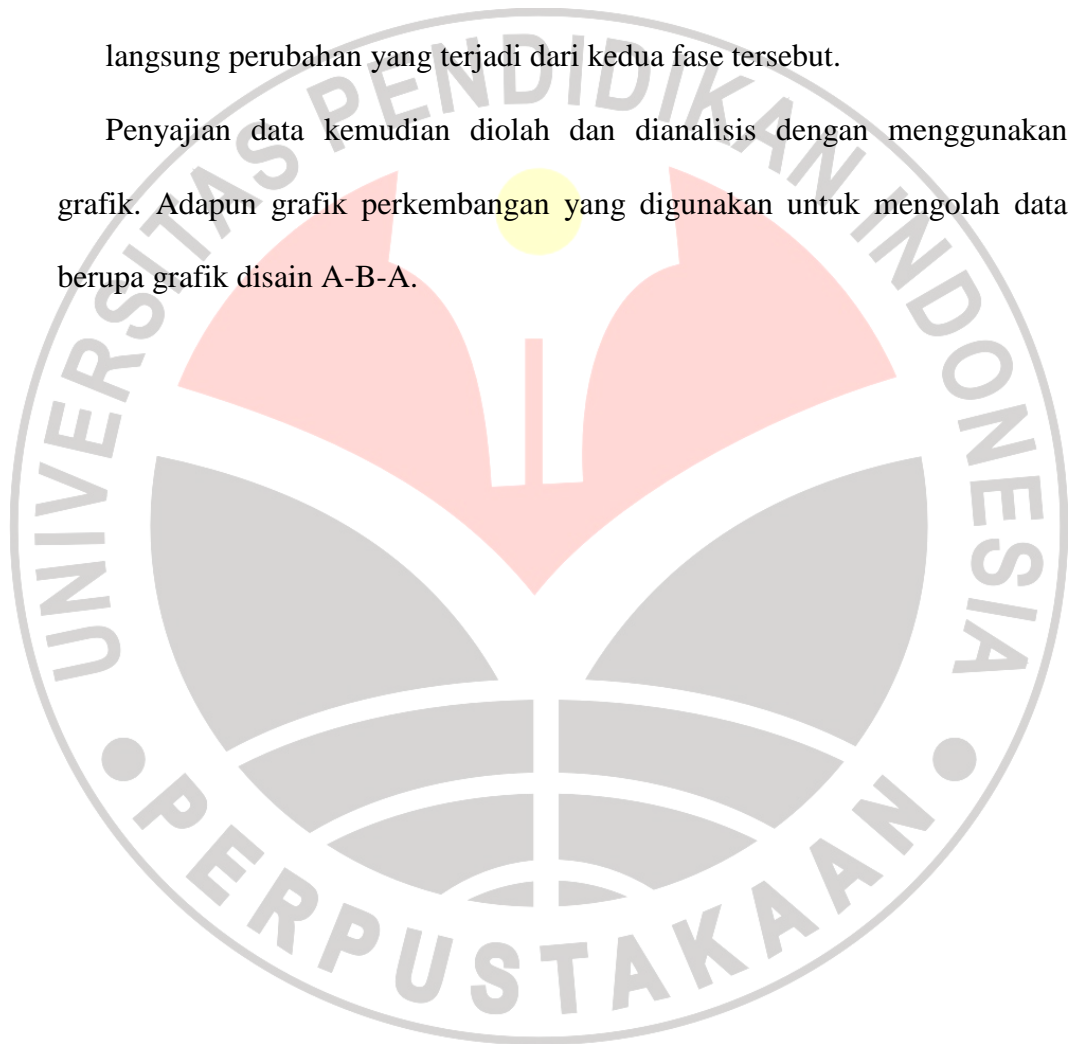 langsung perubahan yang terjadi dari kedua fase tersebut.
Penyajian data kemudian diolah dan dianalisis dengan menggunakan
grafik. Adapun grafik perkembangan yang digunakan untuk mengolah data
berupa grafik disain A-B-A.
UNIVERSITAS PENDIDIKAN INDONESIA
PERPUSTAKAAN